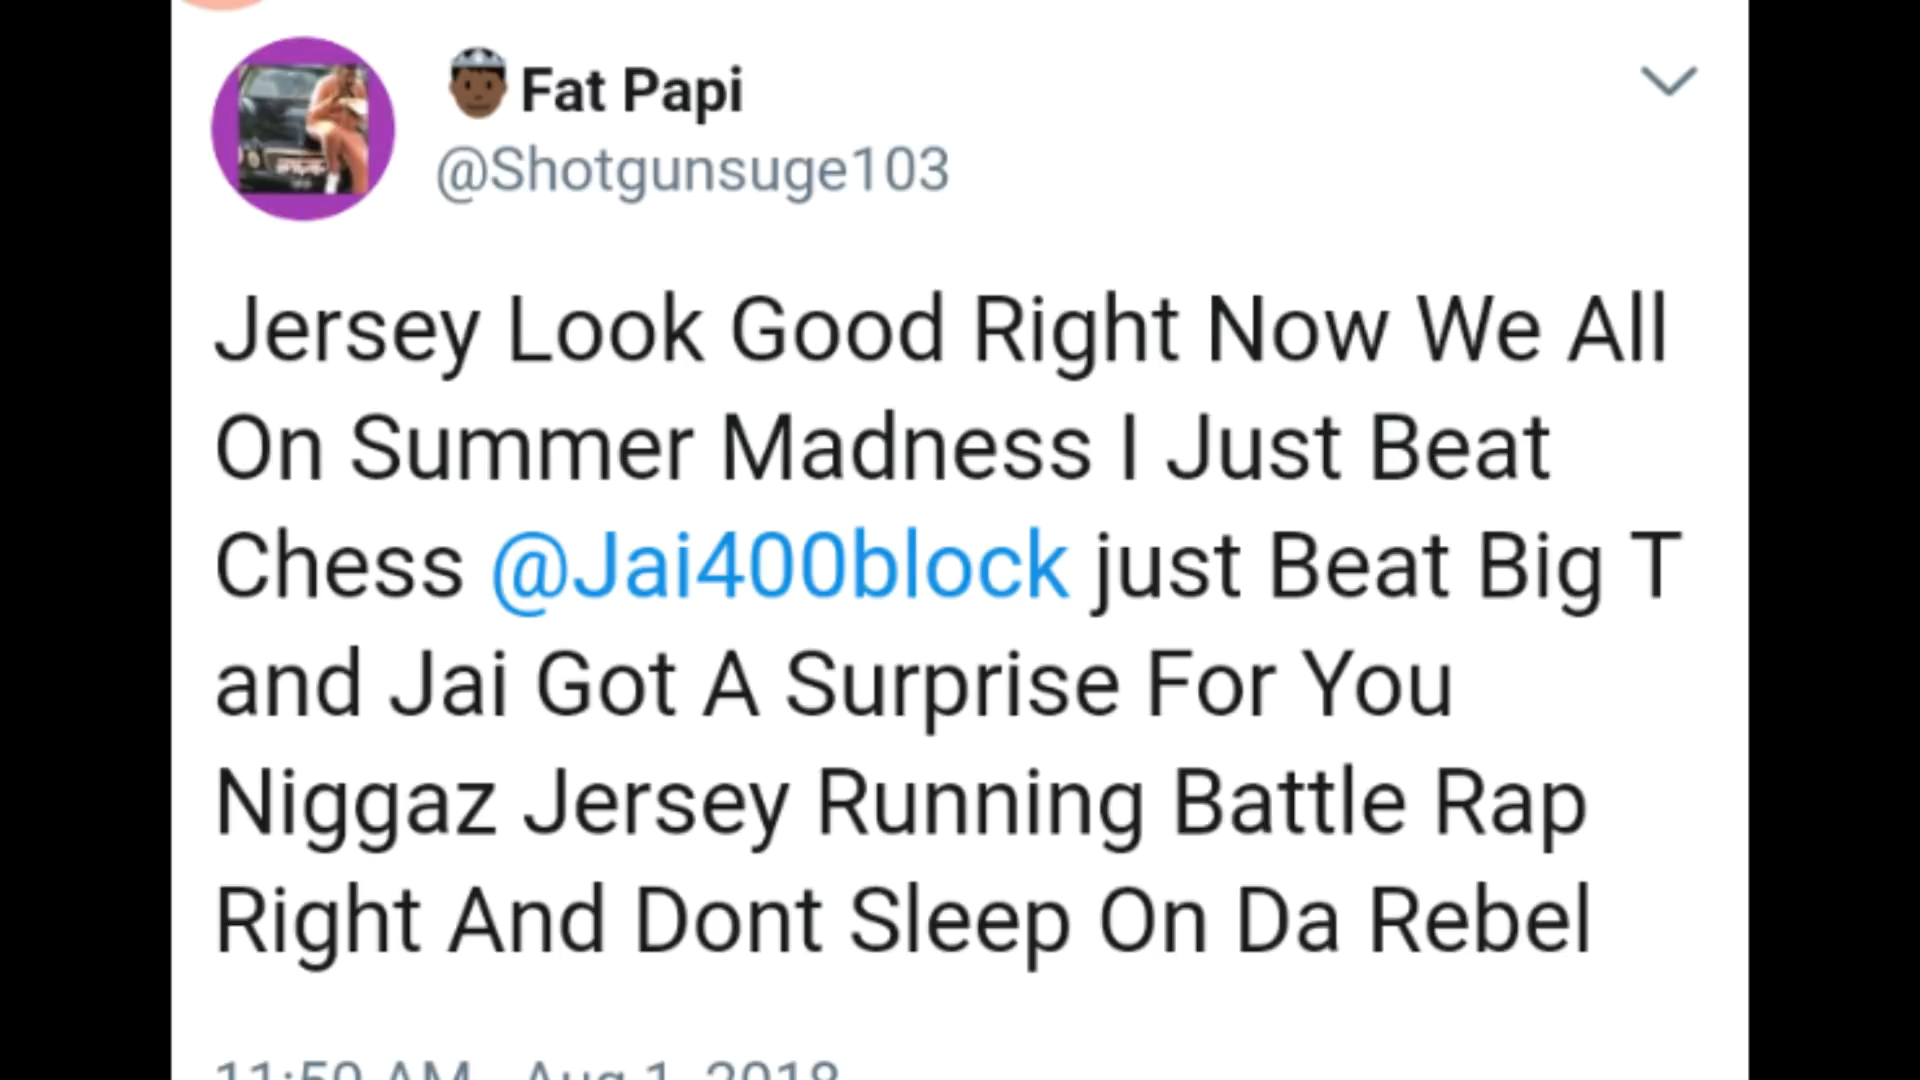 Fat Papi
@Shotgunsuge103
Jersey Look Good Right Now We All
On Summer Madness I Just Beat
Chess @Jai400block just Beat Big T
and Jai Got A Surprise For You
Niggaz Jersey Running Battle Rap
Right And Dont Sleep On Da Rebel
11:50 AM Aug 1, 2018